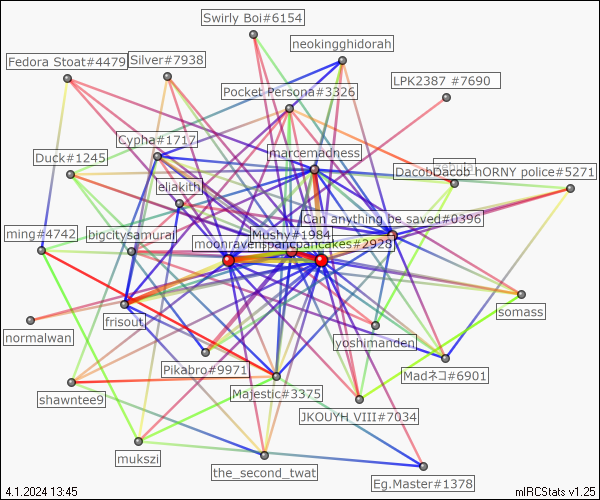 Swirly Boi#6154
neokingghidorah
Fedora Stoat#4479
Silver#7938
LPK2387 #7690
Pocket Persona#3326
Cypha#1717
marcemadness
Duck#1245
DacobDacob hORNY police#5271
eliakith
Can anything be saved#0396
ming#4742
bigcitysamurai
Mushy#1984
pancpancakes#2928
frisout
somass
normalwan
yoshimanden
Pikabro#9971
Madネコ#6901
shawntee9
Majestic#3375
JKOUYH VIII#7034
mukszi
the_second_twat
Eg.Master#1378
4.1.2024 13:45
mIRCStats v1.25